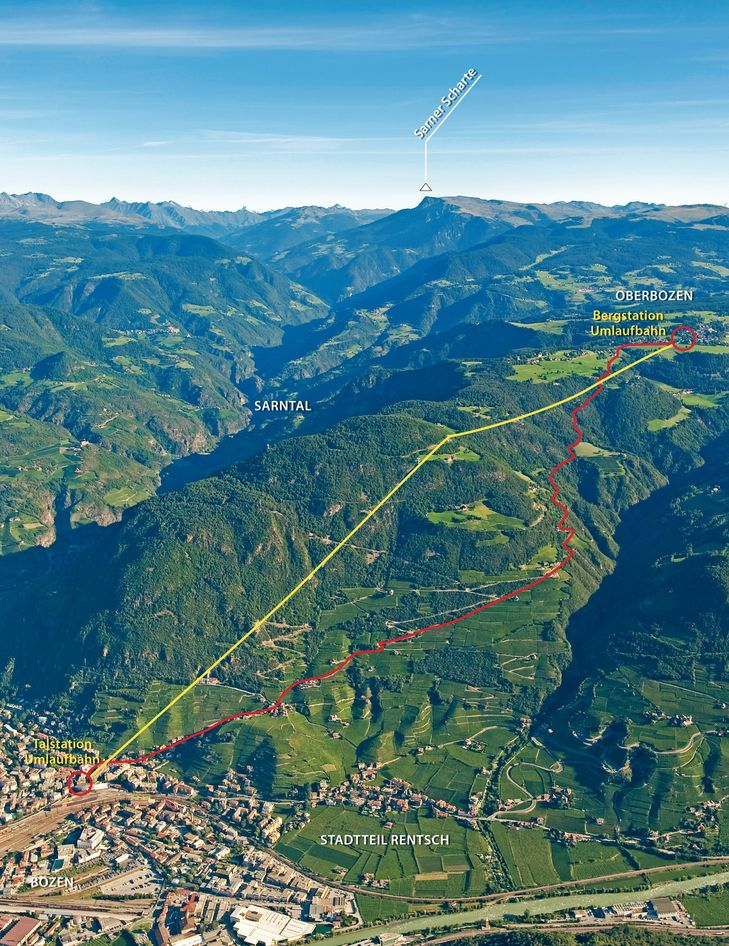 Sarner Scharte
OBERBOZEN
Bergstation
Umlaufbahn
SARNTAL
Talstation
Umlaufbahn
STADTTEIL RENTSCH
BOZEN